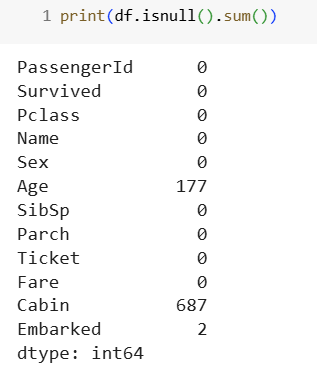 1 print(df.isnull().sum())
PassengerId 0
Survived 0
Pclass 0
Name 0
Sex 0
Age 177
SibSp 0
Parch 0
Ticket 0
Fare 0
Cabin 687
Embarked 2
dtype: int64